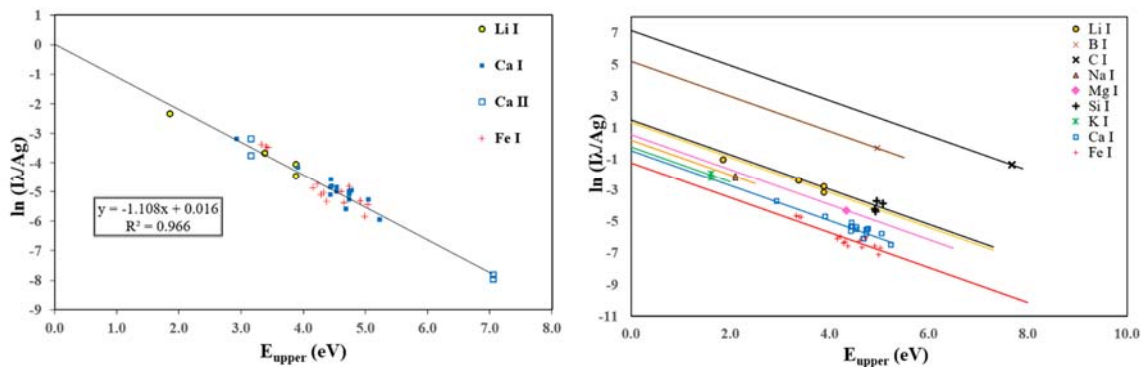 1
0
-1
-2
-3
-4
-5
-6
-7
-8
-9
ln (Iλ/Ag)
0.0 1.0 2.0 3.0 4.0 5.0 6.0 7.0 8.0
E_upper (eV)
Li I
Ca I
Ca II
Fe I
y = -1.108x + 0.016
R² = 0.966
7
5
3
1
-1
-3
-5
-7
-9
-11
ln (Iλ/Ag)
0.0 2.0 4.0 6.0 8.0 10.0
E_upper (eV)
Li I
B I
C I
Na I
Mg I
Si I
K I
Ca I
Fe I